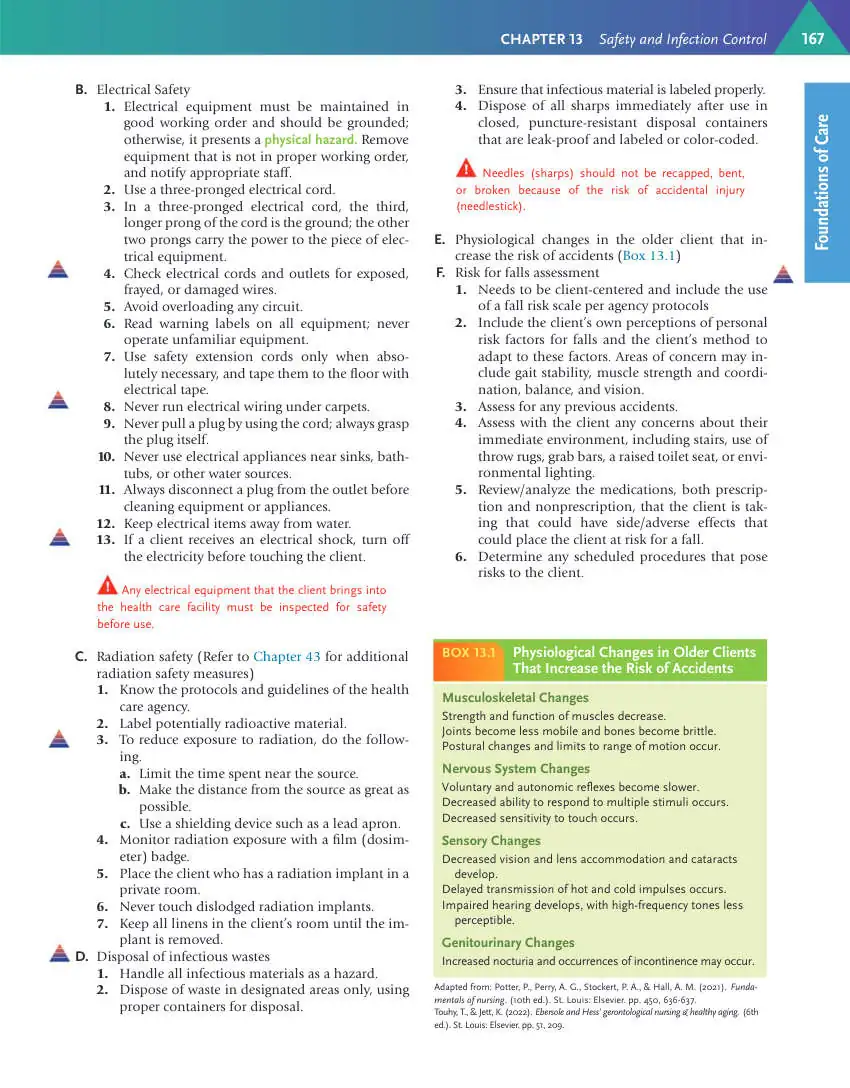 CHAPTER 13 Safety and Infection Control 167
B. Electrical Safety
1. Electrical equipment must be maintained in
good working order and should be grounded;
otherwise, it presents a physical hazard. Remove
equipment that is not in proper working order,
and notify appropriate staff.
2. Use a three-pronged electrical cord.
3. In a three-pronged electrical cord, the third,
longer prong of the cord is the ground; the other
two prongs carry the power to the piece of elec-
trical equipment.
4. Check electrical cords and outlets for exposed,
frayed, or damaged wires.
5. Avoid overloading any circuit.
6. Read warning labels on all equipment; never
operate unfamiliar equipment.
7. Use safety extension cords only when abso-
lutely necessary, and tape them to the floor with
electrical tape.
8. Never run electrical wiring under carpets.
9. Never pull a plug by using the cord; always grasp
the plug itself.
10. Never use electrical appliances near sinks, bath-
tubs, or other water sources.
11. Always disconnect a plug from the outlet before
cleaning equipment or appliances.
12. Keep electrical items away from water.
13. If a client receives an electrical shock, turn off
the electricity before touching the client.
Any electrical equipment that the client brings into
the health care facility must be inspected for safety
before use.
C. Radiation safety (Refer to Chapter 43 for additional
radiation safety measures)
1. Know the protocols and guidelines of the health
care agency.
2. Label potentially radioactive material.
3. To reduce exposure to radiation, do the follow-
ing.
a. Limit the time spent near the source.
b. Make the distance from the source as great as
possible.
c. Use a shielding device such as a lead apron.
4. Monitor radiation exposure with a film (dosim-
eter) badge.
5. Place the client who has a radiation implant in a
private room.
6. Never touch dislodged radiation implants.
7. Keep all linens in the client's room until the im-
plant is removed.
D. Disposal of infectious wastes
1. Handle all infectious materials as a hazard.
2. Dispose of waste in designated areas only, using
proper containers for disposal.
3. Ensure that infectious material is labeled properly.
4. Dispose of all sharps immediately after use in
closed, puncture-resistant disposal containers
that are leak-proof and labeled or color-coded.
Needles (sharps) should not be recapped, bent,
or broken because of the risk of accidental injury
(needlestick).
E. Physiological changes in the older client that in-
crease the risk of accidents (Box 13.1)
F. Risk for falls assessment
1. Needs to be client-centered and include the use
of a fall risk scale per agency protocols
2. Include the client's own perceptions of personal
risk factors for falls and the client's method to
adapt to these factors. Areas of concern may in-
clude gait stability, muscle strength and coordi-
nation, balance, and vision.
3. Assess for any previous accidents.
4. Assess with the client any concerns about their
immediate environment, including stairs, use of
throw rugs, grab bars, a raised toilet seat, or envi-
ronmental lighting.
5. Review/analyze the medications, both prescrip-
tion and nonprescription, that the client is tak-
ing that could have side/adverse effects that
could place the client at risk for a fall.
6. Determine any scheduled procedures that pose
risks to the client.
BOX 13.1 Physiological Changes in Older Clients
That Increase the Risk of Accidents
Musculoskeletal Changes
Strength and function of muscles decrease.
Joints become less mobile and bones become brittle.
Postural changes and limits to range of motion occur.
Nervous System Changes
Voluntary and autonomic reflexes become slower.
Decreased ability to respond to multiple stimuli occurs.
Decreased sensitivity to touch occurs.
Sensory Changes
Decreased vision and lens accommodation and cataracts
develop.
Delayed transmission of hot and cold impulses occurs.
Impaired hearing develops, with high-frequency tones less
perceptible.
Genitourinary Changes
Increased nocturia and occurrences of incontinence may occur.
Adapted from: Potter, P., Perry, A. G., Stockert, P. A., & Hall, A. M. (2021). Funda-
mentals of nursing. (10th ed.). St. Louis: Elsevier. pp. 450, 636-637.
Touhy, T., & Jett, K. (2022). Ebersole and Hess' gerontological nursing & healthy aging. (6th
ed.). St. Louis: Elsevier. pp. 51, 209.
Foundations of Care